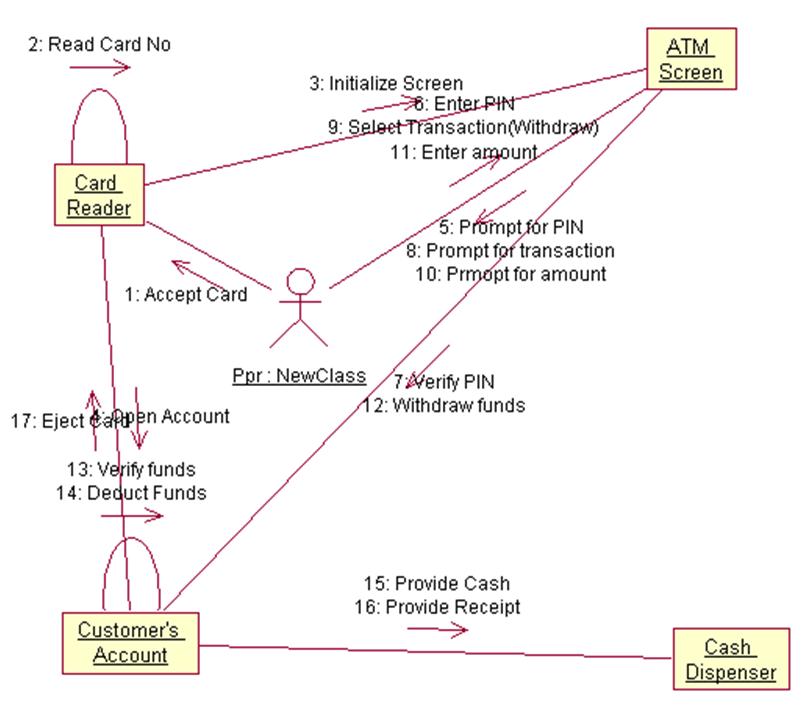 2: Read Card No
ATM
Screen
3: Initialize Screen
6: Enter PIN
9: Select Transaction(Withdraw)
11: Enter amount
Card
Reader
5: Prompt for PIN
8: Prompt for transaction
10: Prmopt for amount
1: Accept Card
Ppr : NewClass
7: Verify PIN
12: Withdraw funds
17: Eject Card
4: Open Account
13: Verify funds
14: Deduct Funds
15: Provide Cash
16: Provide Receipt
Customer's
Account
Cash
Dispenser